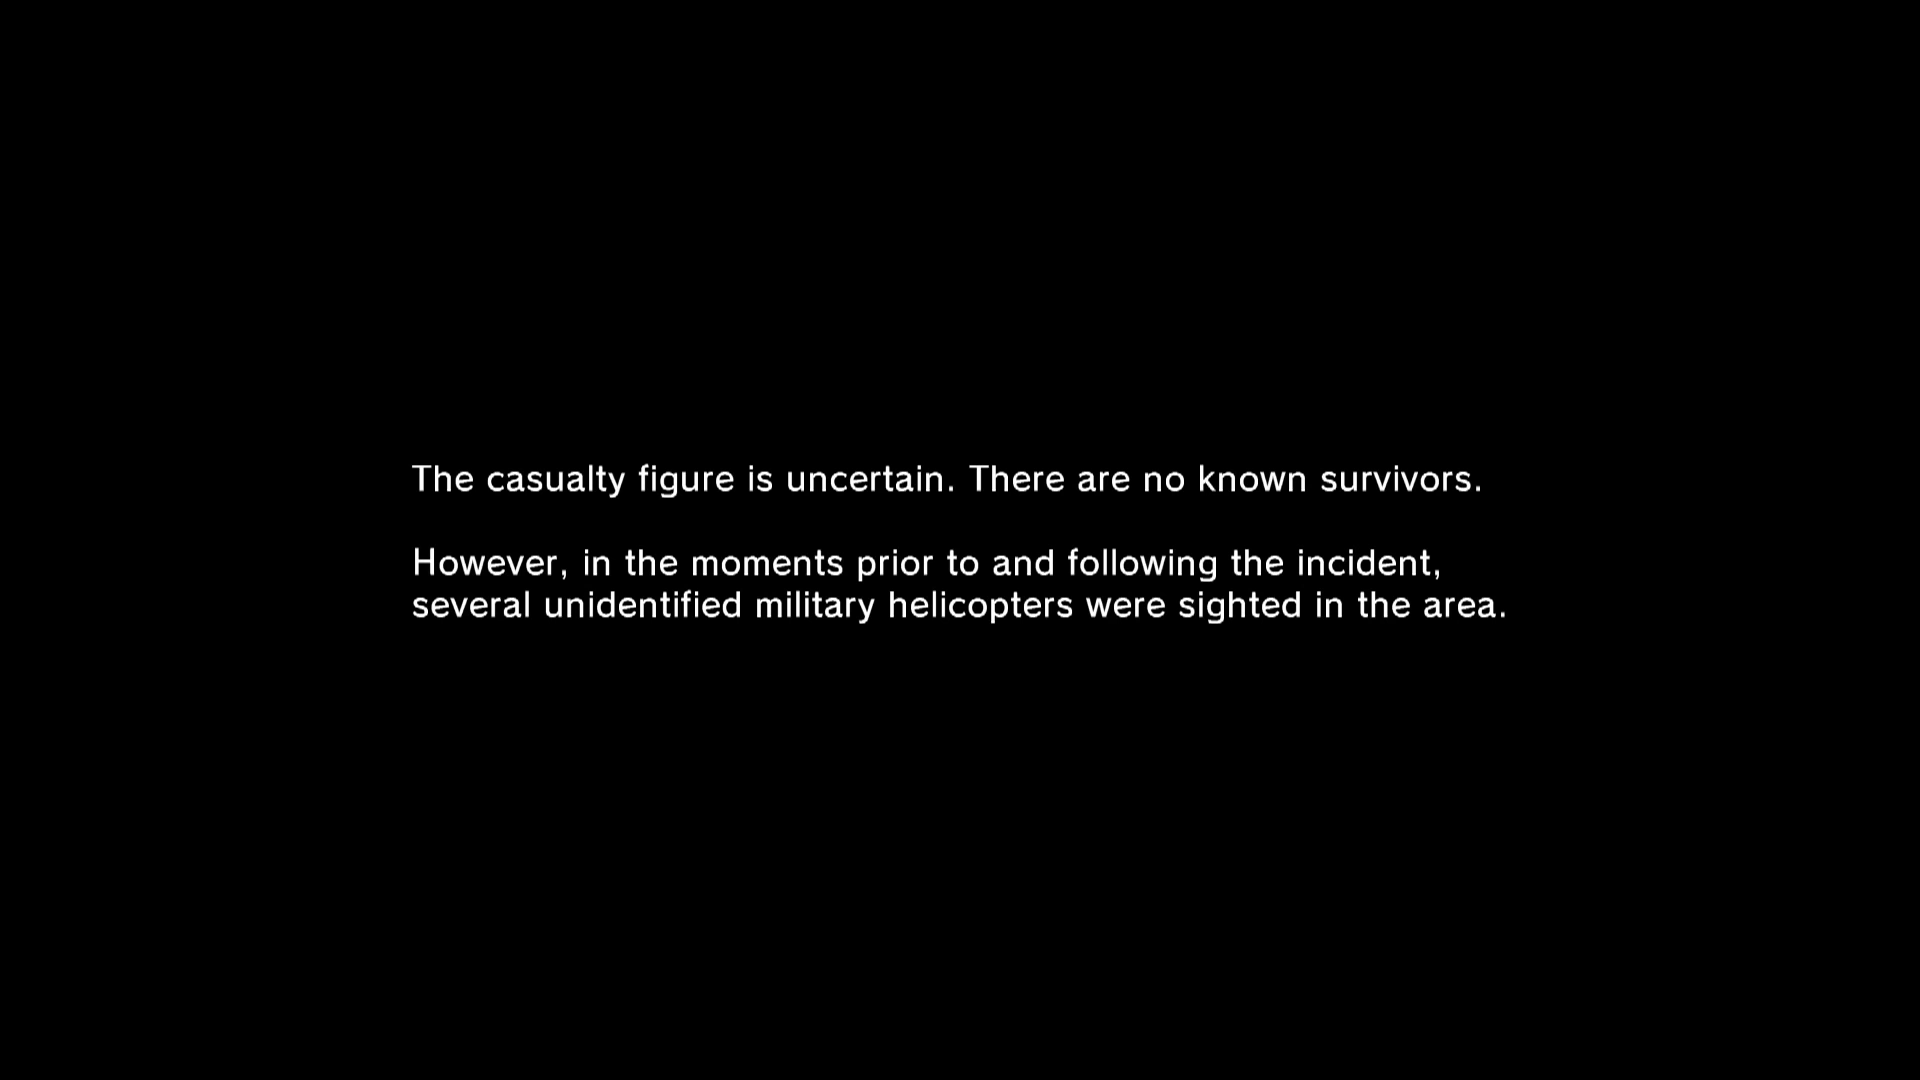 The casualty figure is uncertain. There are no known survivors.
However, in the moments prior to and following the incident,
several unidentified military helicopters were sighted in the area.